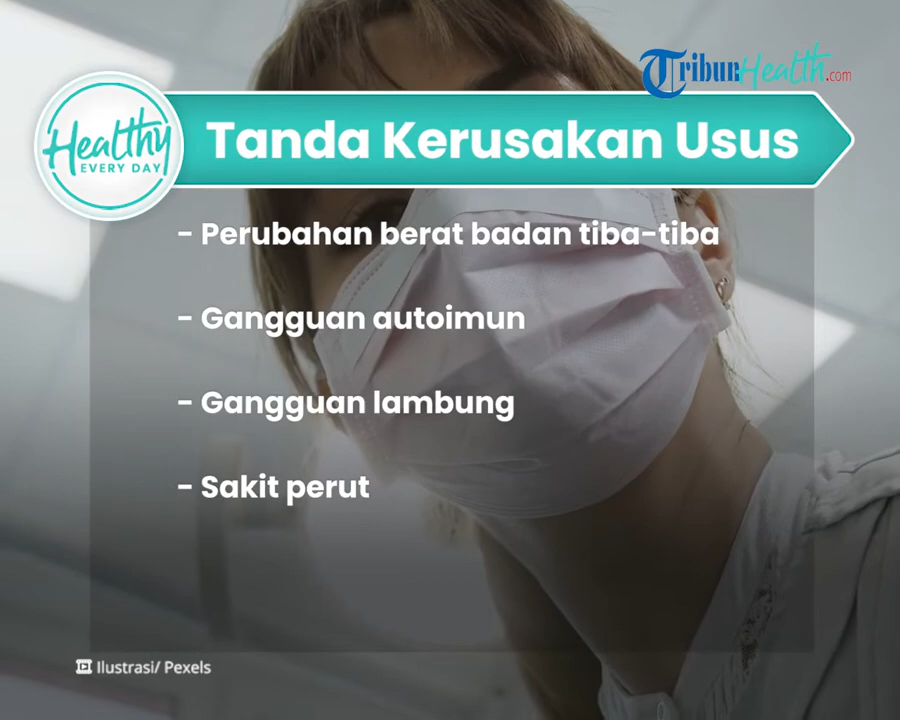 TribunHealth.com
Healthy
EVERY DAY
Tanda Kerusakan Usus
- Perubahan berat badan tiba-tiba
- Gangguan autoimun
- Gangguan lambung
- Sakit perut
Ilustrasi/ Pexels